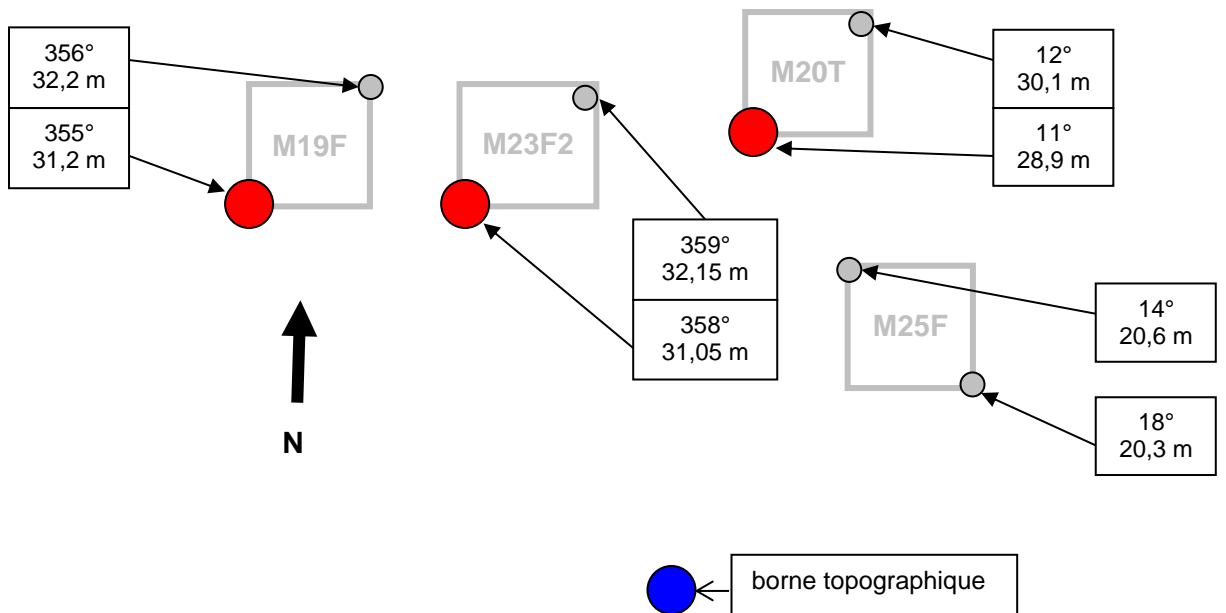 356°
32,2 m
355°
31,2 m
M19F
M23F2
M20T
12°
30,1 m
11°
28,9 m
359°
32,15 m
358°
31,05 m
M25F
14°
20,6 m
18°
20,3 m
N
borne topographique